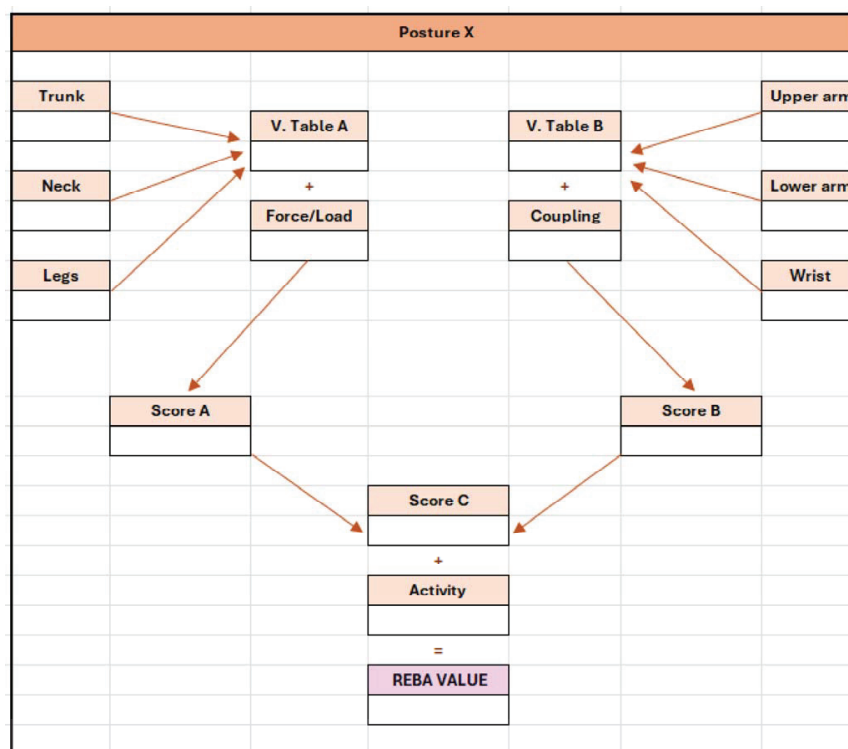 Posture X
Trunk
Upper arm
V. Table A
V. Table B
+
+
Neck
Lower arm
Force/Load
Coupling
Legs
Wrist
Score A
Score B
Score C
+
Activity
=
REBA VALUE